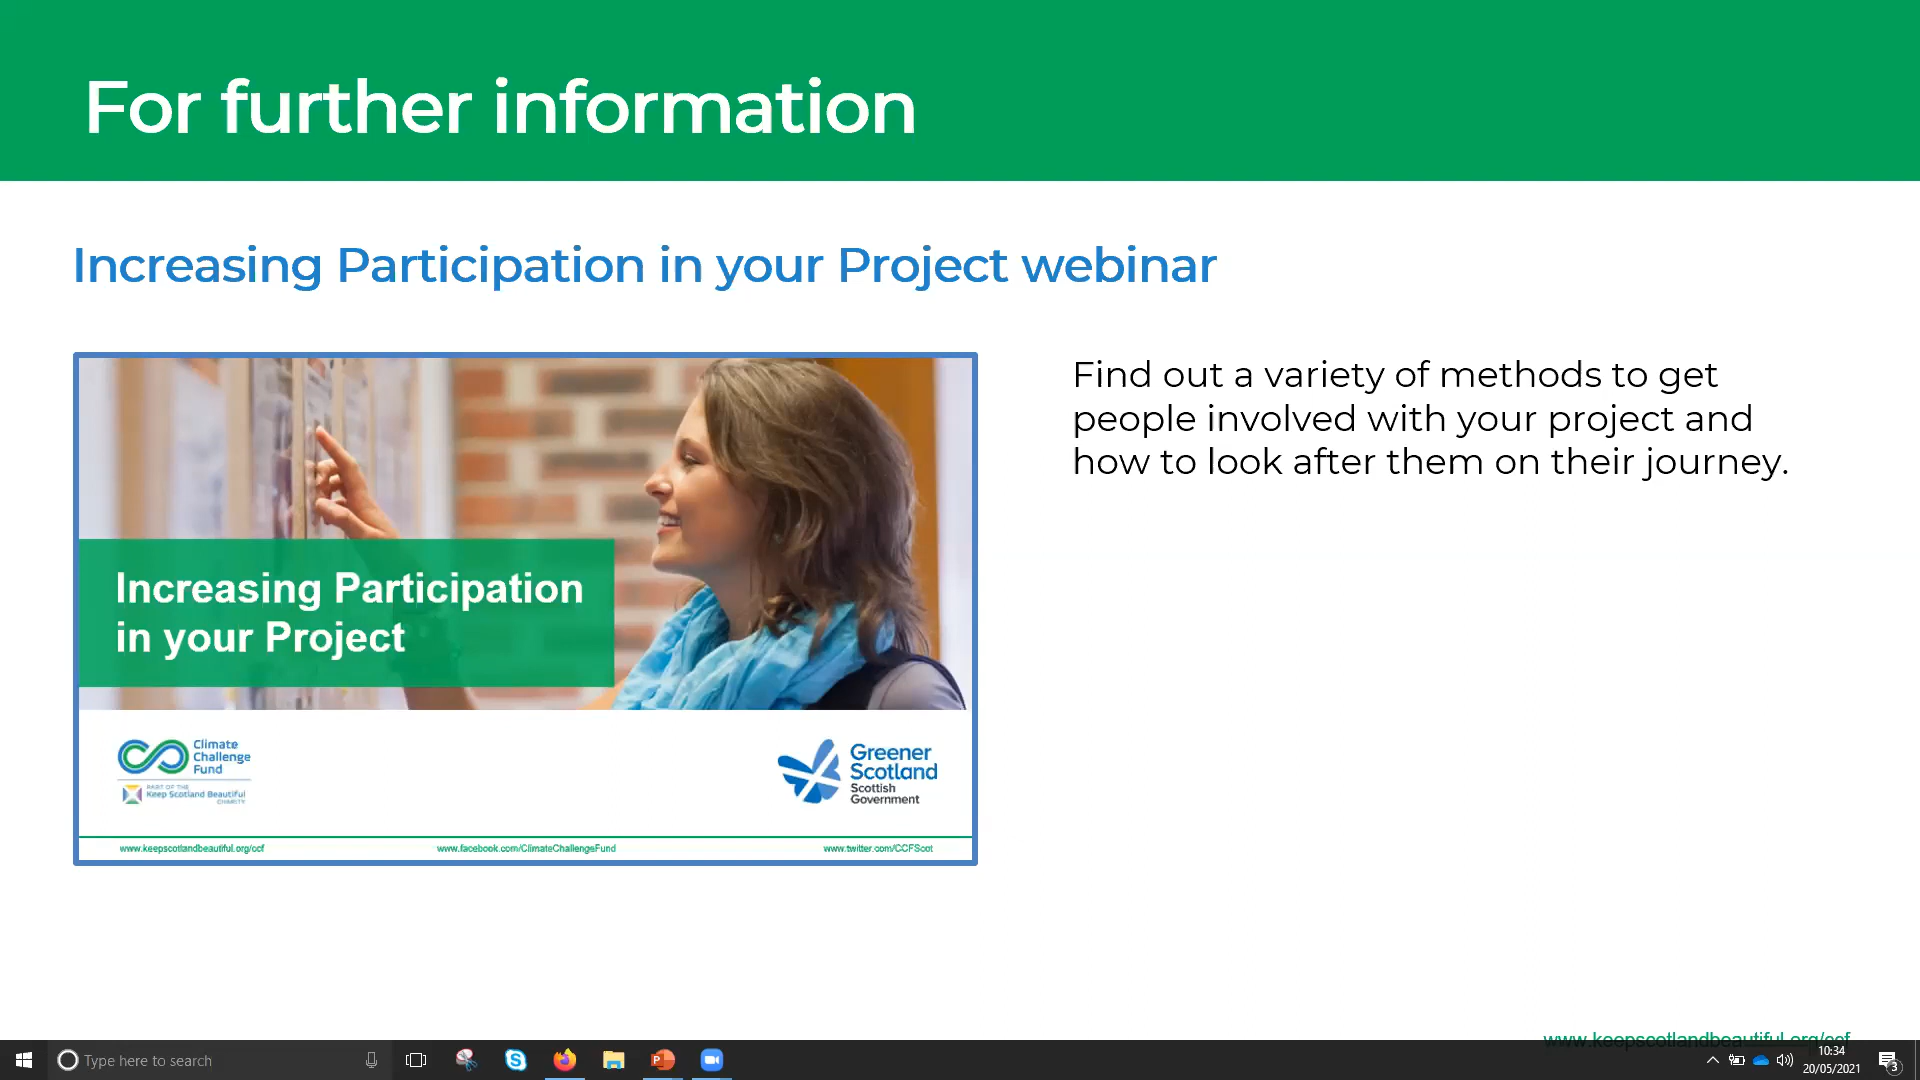 For further information
Increasing Participation in your Project webinar
Find out a variety of methods to get
people involved with your project and
how to look after them on their journey.
Increasing Participation
in your Project
Climate
Challenge
Fund
PART OF THE
Keep Scotland Beautiful
CHARITY
Greener
Scotland
Scottish
Government
www.keepscotlandbeautiful.org/ccf
www.facebook.com/ClimateChallengeFund
www.twitter.com/CCFScot
www.keepscotlandbeautiful.org/ccf
Type here to search
10:34
20/05/2021
3